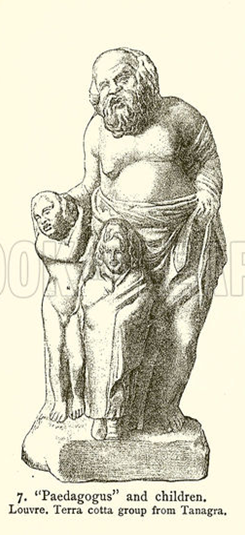 7. "Paedagogus" and children.
Louvre. Terra cotta group from Tanagra.